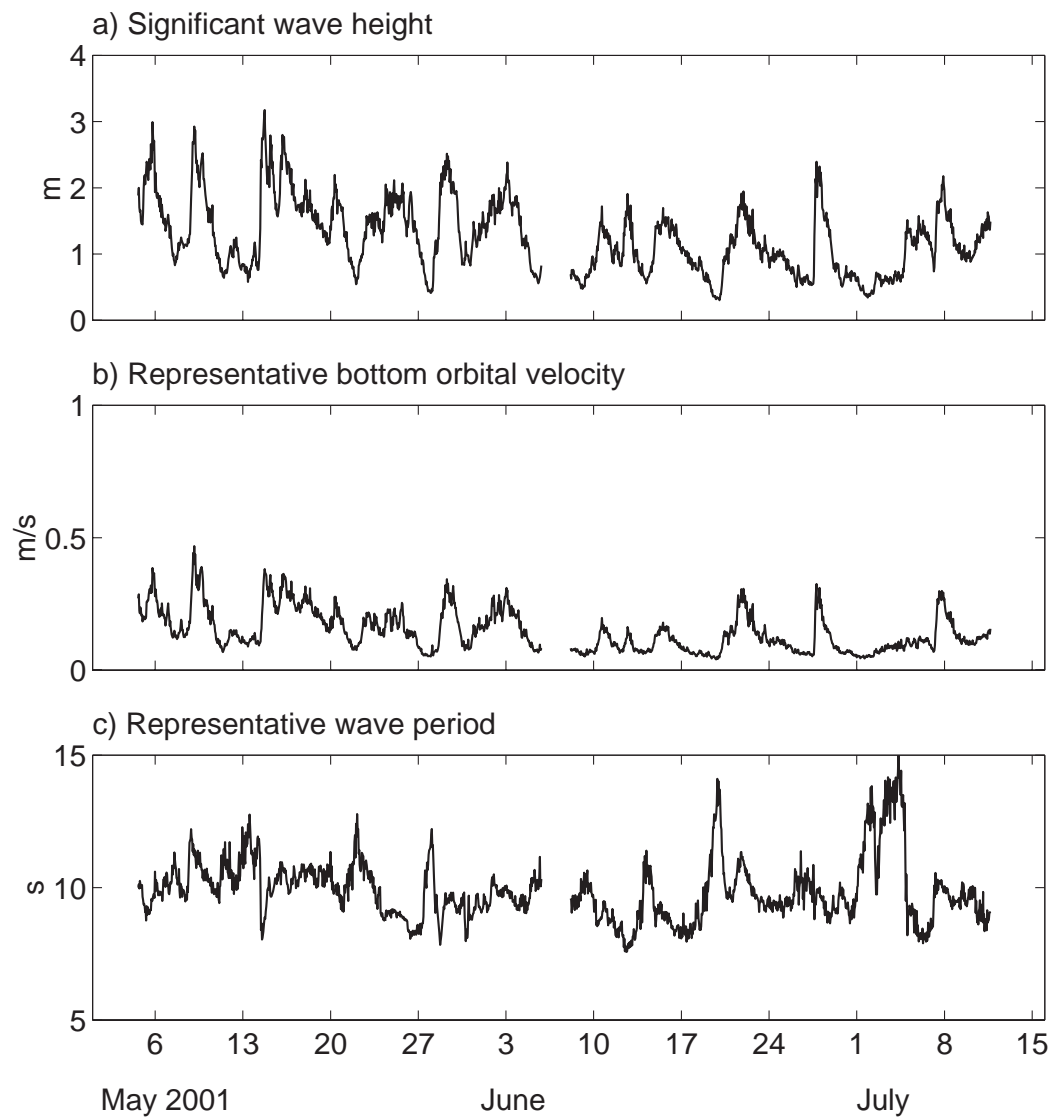 a) Significant wave height
4
3
2
1
0
m
b) Representative bottom orbital velocity
1
0.5
0
m/s
c) Representative wave period
15
10
5
s
6 13 20 27 3 10 17 24 1 8 15
May 2001 June July